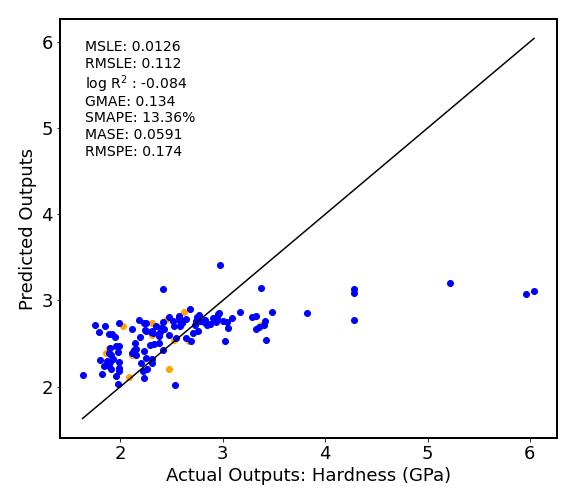 MSLE: 0.0126
RMSLE: 0.112
log R² : -0.084
GMAE: 0.134
SMAPE: 13.36%
MASE: 0.0591
RMSPE: 0.174
6
5
4
3
2
Predicted Outputs
2 3 4 5 6
Actual Outputs: Hardness (GPa)